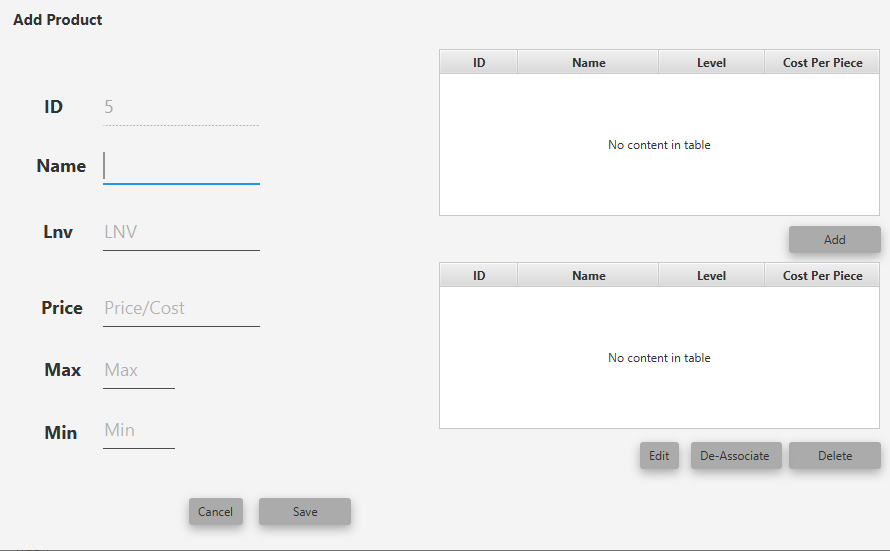 Add Product
ID 5
Name
Lnv LNV
Price Price/Cost
Max Max
Min Min
Cancel Save
ID Name Level Cost Per Piece
No content in table
Add
ID Name Level Cost Per Piece
No content in table
Edit De-Associate Delete